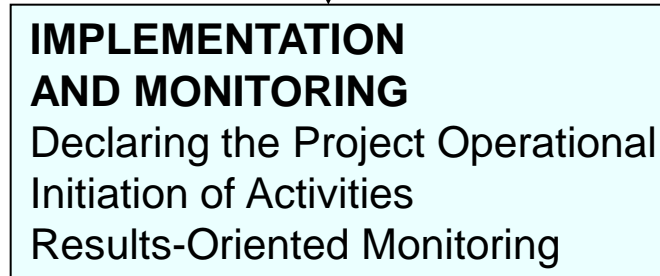 IMPLEMENTATION
AND MONITORING
Declaring the Project Operational
Initiation of Activities
Results-Oriented Monitoring